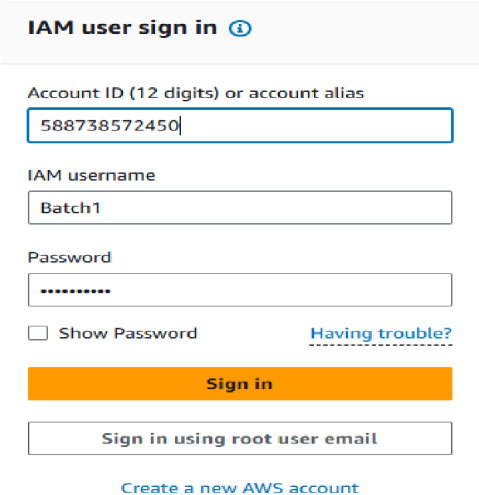 IAM user sign in
Account ID (12 digits) or account alias
588738572450
IAM username
Batch1
Password
••••••••••
Show Password Having trouble?
Sign in
Sign in using root user email
Create a new AWS account